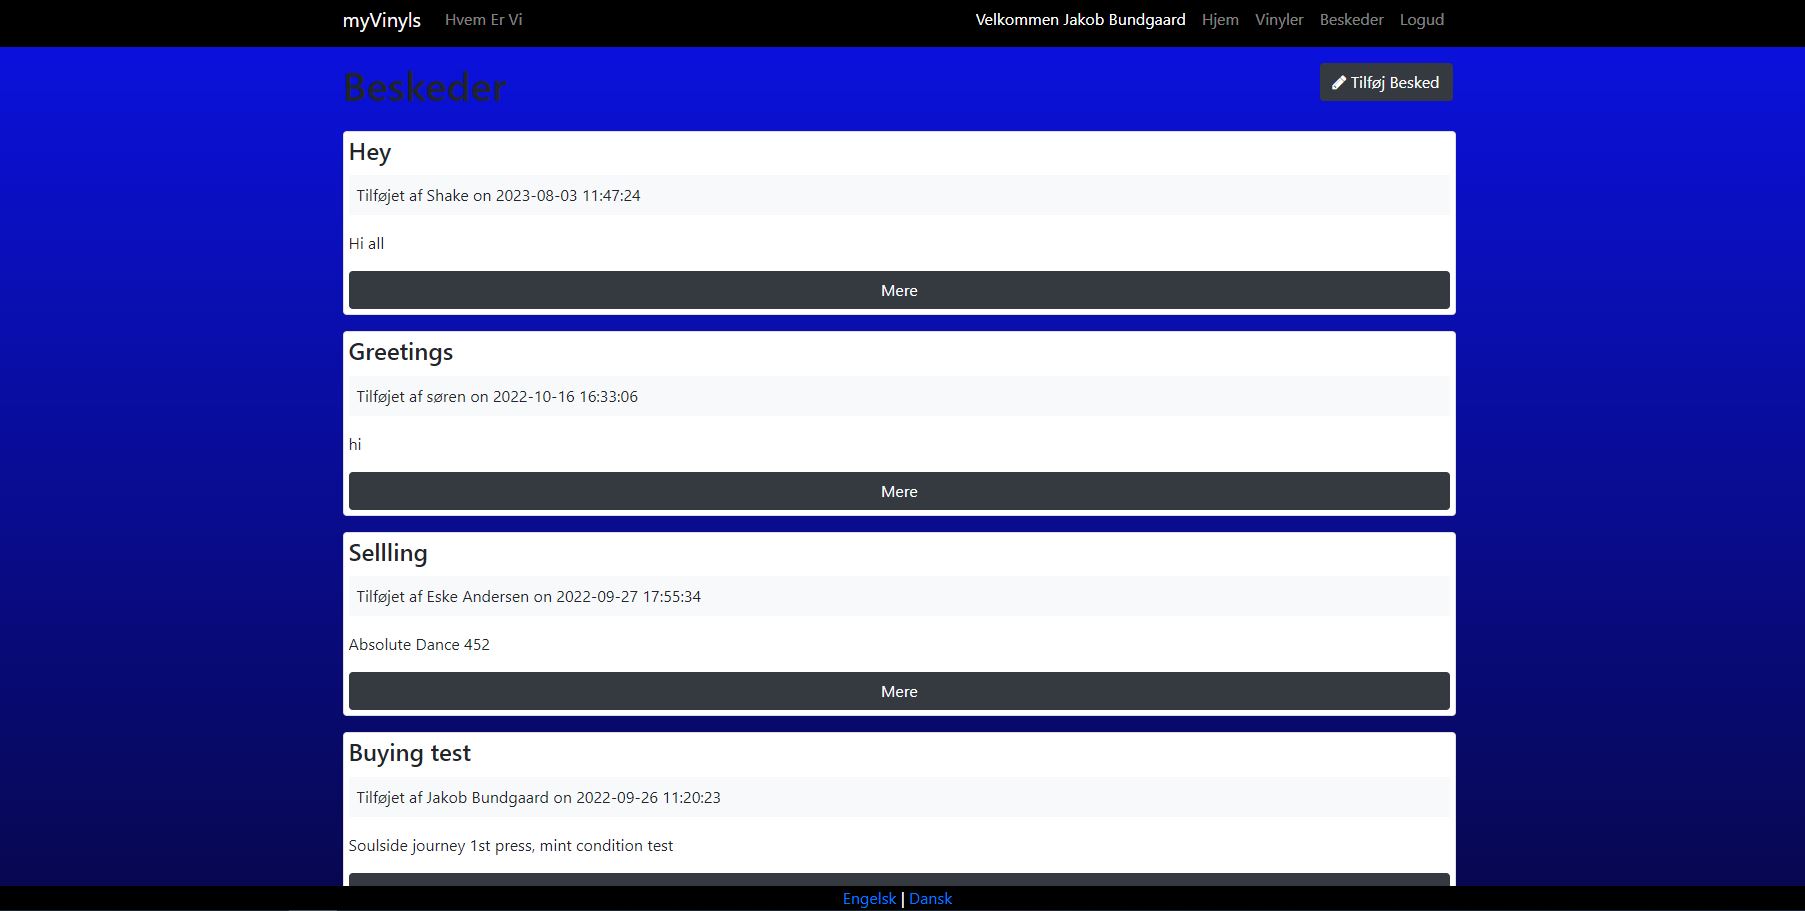 myVinyls Hvem Er Vi Velkommen Jakob Bundgaard Hjem Vinyler Beskeder Logud
Beskeder
Tilføj Besked
Hey
Tilføjet af Shake on 2023-08-03 11:47:24
Hi all
Mere
Greetings
Tilføjet af søren on 2022-10-16 16:33:06
hi
Mere
Sellling
Tilføjet af Eske Andersen on 2022-09-27 17:55:34
Absolute Dance 452
Mere
Buying test
Tilføjet af Jakob Bundgaard on 2022-09-26 11:20:23
Soulside journey 1st press, mint condition test
Engelsk | Dansk